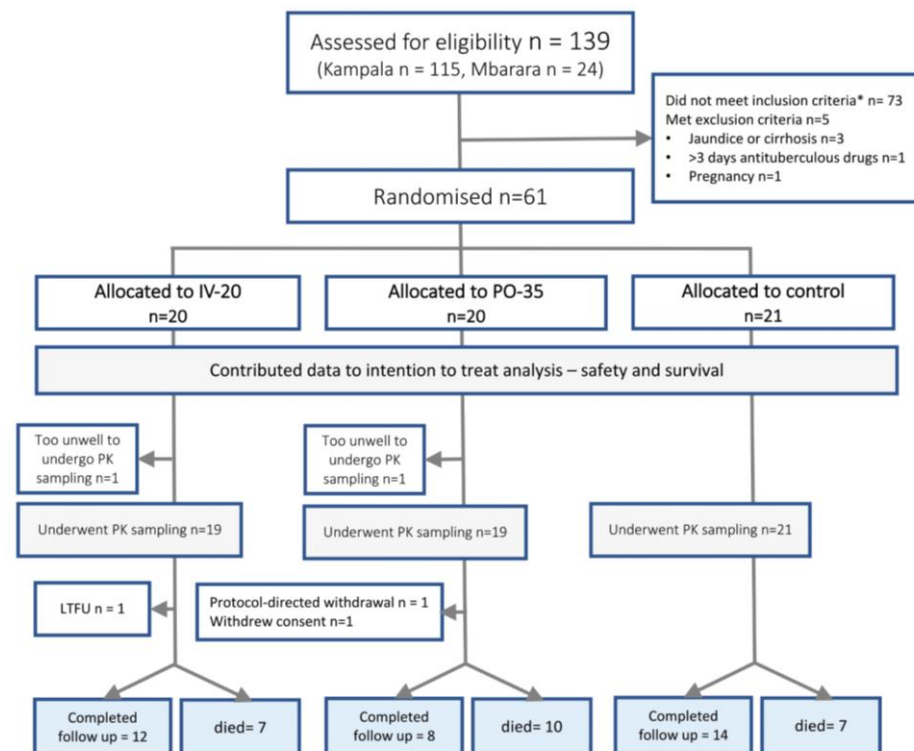 Assessed for eligibility n = 139
(Kampala n = 115, Mbarara n = 24)
Did not meet inclusion criteria* n= 73
Met exclusion criteria n=5
• Jaundice or cirrhosis n=3
• >3 days antituberculous drugs n=1
• Pregnancy n=1
Randomised n=61
Allocated to IV-20
n=20
Allocated to PO-35
n=20
Allocated to control
n=21
Contributed data to intention to treat analysis – safety and survival
Too unwell to
undergo PK
sampling n=1
Too unwell to
undergo PK
sampling n=1
Underwent PK sampling n=19
Underwent PK sampling n=19
Underwent PK sampling n=21
LTFU n = 1
Protocol-directed withdrawal n = 1
Withdrew consent n=1
Completed
follow up = 12
died= 7
Completed
follow up = 8
died= 10
Completed
follow up = 14
died= 7